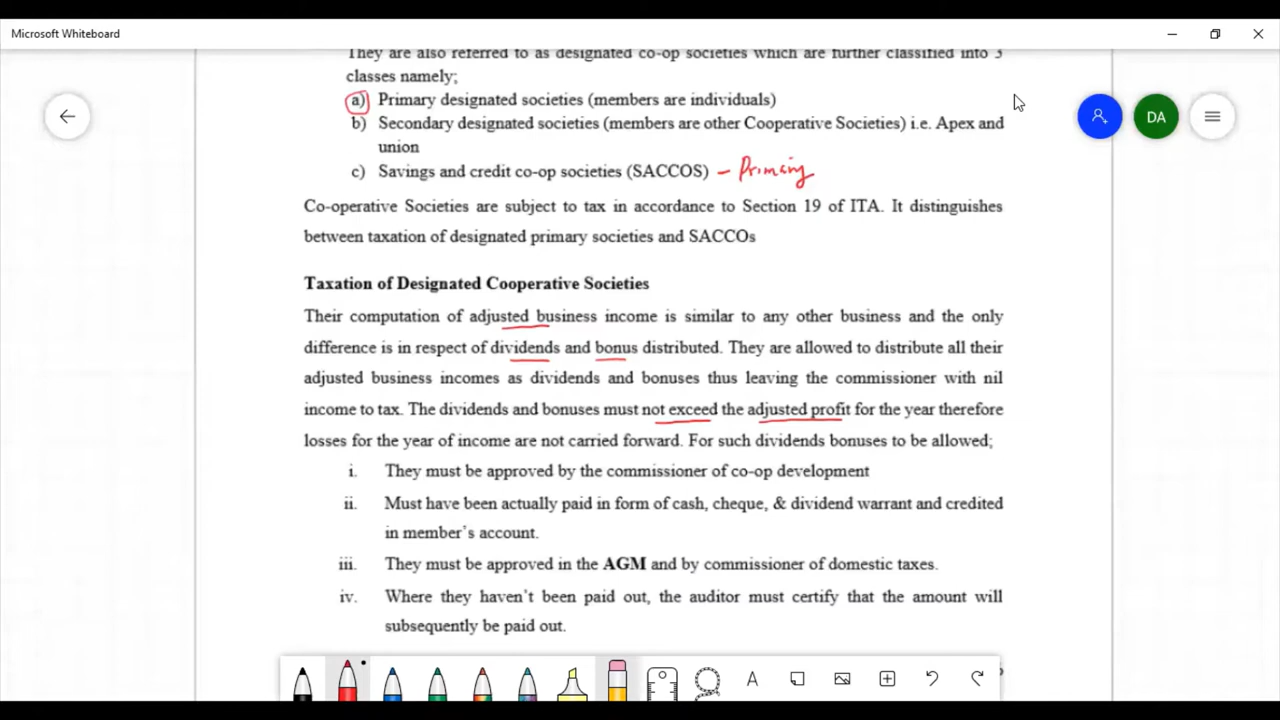 Microsoft Whiteboard
They are also referred to as designated co-op societies which are further classified into 3
classes namely;
a) Primary designated societies (members are individuals)
b) Secondary designated societies (members are other Cooperative Societies) i.e. Apex and
union
c) Savings and credit co-op societies (SACCOS) – Primary
DA
Co-operative Societies are subject to tax in accordance to Section 19 of ITA. It distinguishes
between taxation of designated primary societies and SACCOs
Taxation of Designated Cooperative Societies
Their computation of adjusted business income is similar to any other business and the only
difference is in respect of dividends and bonus distributed. They are allowed to distribute all their
adjusted business incomes as dividends and bonuses thus leaving the commissioner with nil
income to tax. The dividends and bonuses must not exceed the adjusted profit for the year therefore
losses for the year of income are not carried forward. For such dividends bonuses to be allowed;
i. They must be approved by the commissioner of co-op development
ii. Must have been actually paid in form of cash, cheque, & dividend warrant and credited
in member's account.
iii. They must be approved in the AGM and by commissioner of domestic taxes.
iv. Where they haven't been paid out, the auditor must certify that the amount will
subsequently be paid out.
A